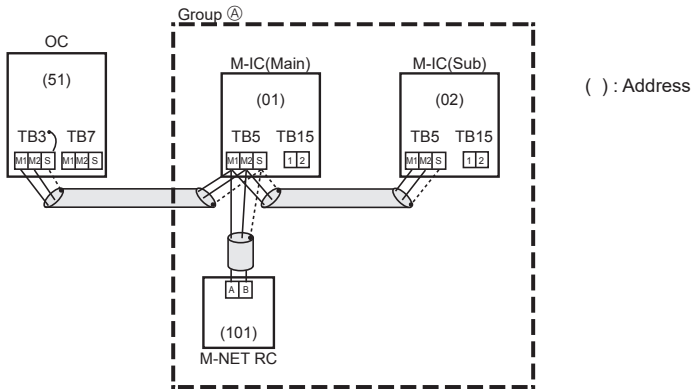 Group Ⓐ
OC
(51)
TB3 TB7
M1 M2 S M1 M2 S
M-IC(Main)
(01)
TB5 TB15
M1 M2 S 1 2
M-IC(Sub)
(02)
TB5 TB15
M1 M2 S 1 2
( ) : Address
A B
(101)
M-NET RC